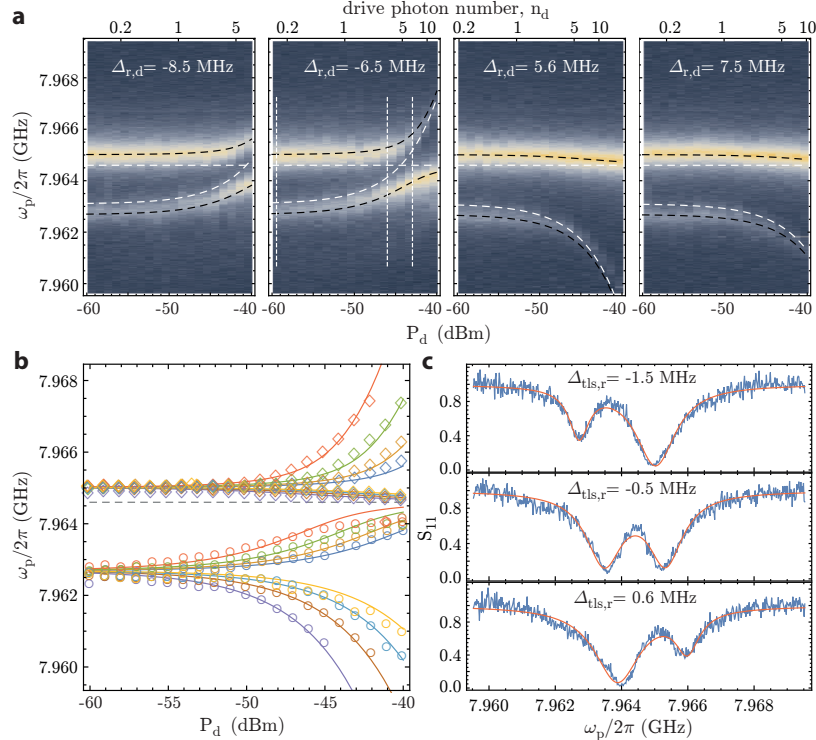 a
drive photon number, n_d
0.2 1 5 0.2 1 5 10 0.2 1 5 10 0.2 1 5 10
Δ_r,d= -8.5 MHz Δ_r,d= -6.5 MHz Δ_r,d= 5.6 MHz Δ_r,d= 7.5 MHz
7.968
7.966
7.964
7.962
7.960
ω_p/2π (GHz)
-60 -50 -40 -60 -50 -40 -60 -50 -40 -60 -50 -40
P_d (dBm)
b
7.968
7.966
7.964
7.962
7.960
ω_p/2π (GHz)
-60 -55 -50 -45 -40
P_d (dBm)
c
Δ_tls,r= -1.5 MHz
0.8
0.4
0.0
Δ_tls,r= -0.5 MHz
0.8
0.4
0.0
Δ_tls,r= 0.6 MHz
0.8
0.4
0.0
S_11
7.960 7.962 7.964 7.966 7.968
ω_p/2π (GHz)